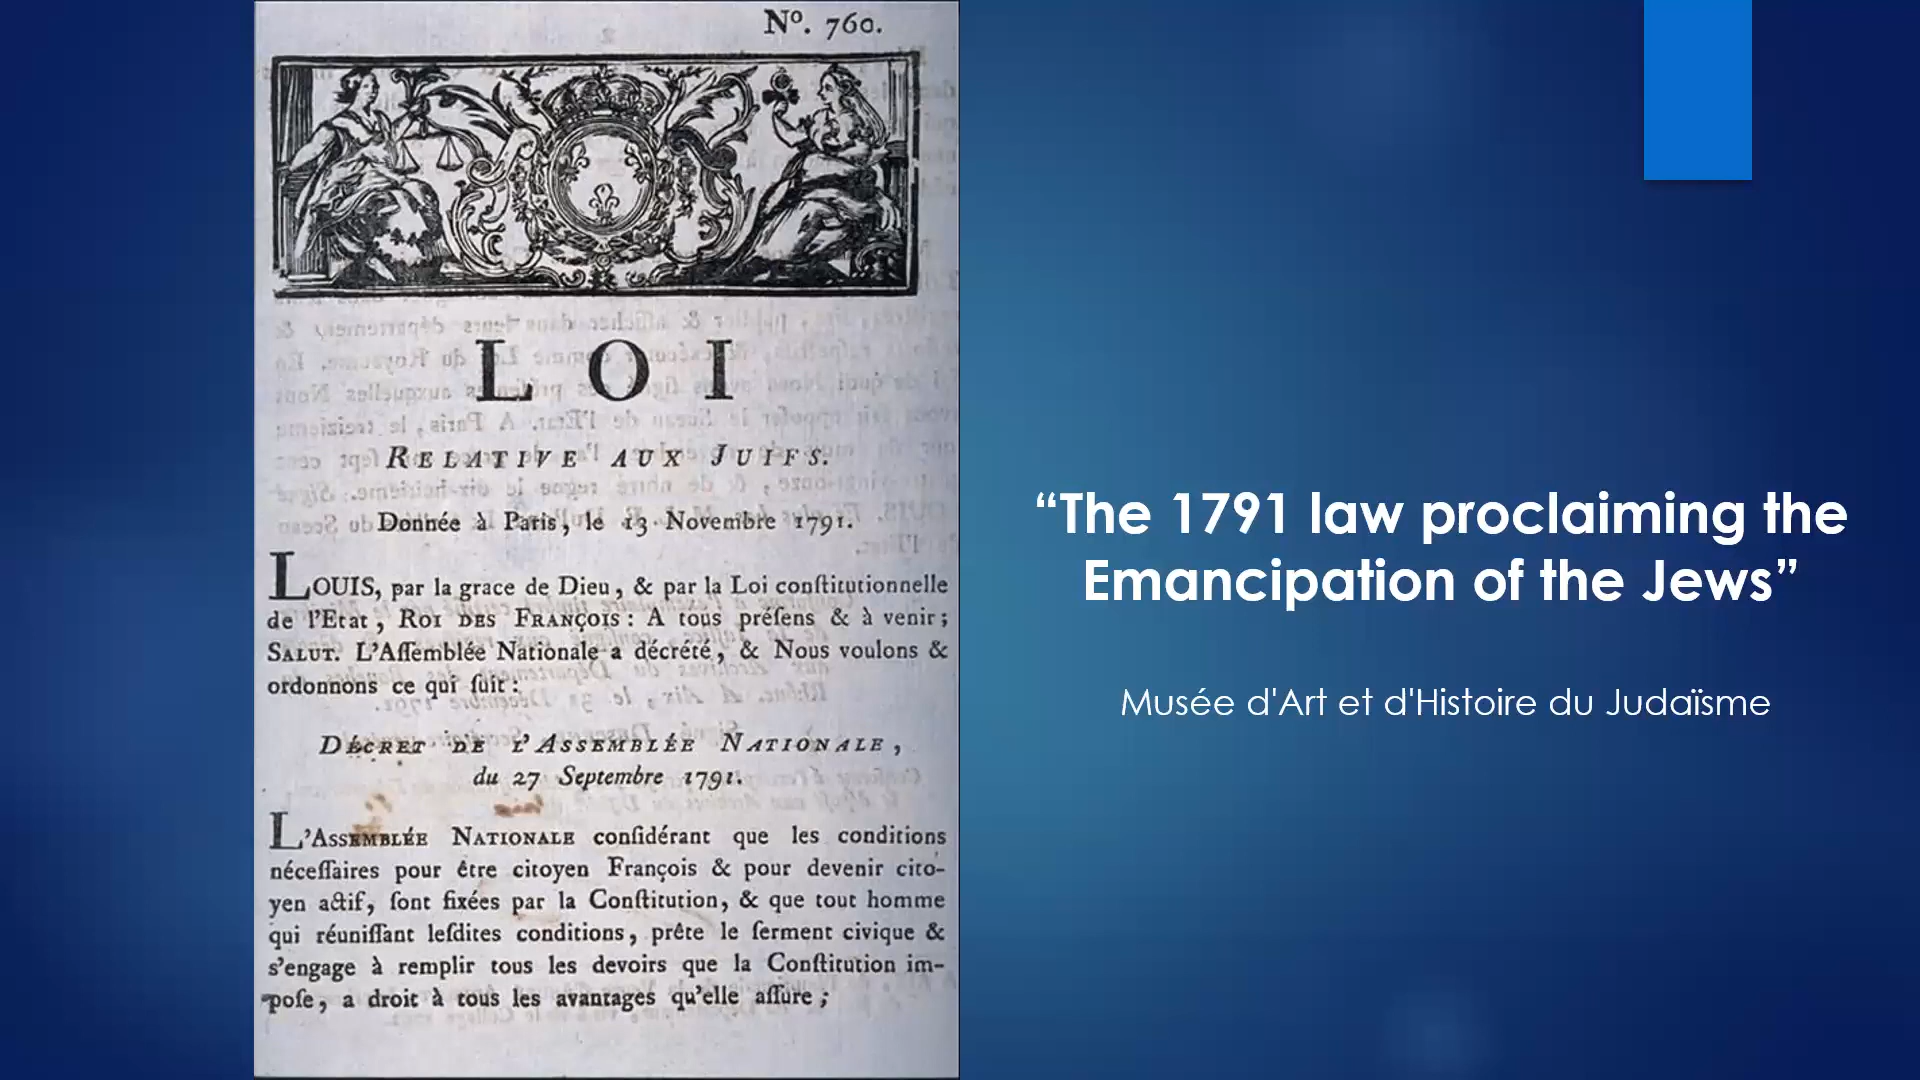 Nº. 760.
LOI
RELATIVE AUX JUIFS.
Donnée à Paris, le 13 Novembre 1791.
LOUIS, par la grace de Dieu, & par la Loi conſtitutionnelle
de l'Etat, ROI DES FRANÇOIS: A tous préſens & à venir;
SALUT. L'Aſſemblée Nationale a décrété, & Nous voulons &
ordonnons ce qui ſuit:
DÉCRET DE L'ASSEMBLÉE NATIONALE,
du 27 Septembre 1791.
L'ASSEMBLÉE NATIONALE conſidérant que les conditions
néceſſaires pour être citoyen François & pour devenir cito-
yen actif, ſont fixées par la Conſtitution, & que tout homme
qui réuniſſant leſdites conditions, prête le ſerment civique &
s'engage à remplir tous les devoirs que la Conſtitution im-
poſe, a droit à tous les avantages qu'elle aſſure;
“The 1791 law proclaiming the
Emancipation of the Jews”
Musée d'Art et d'Histoire du Judaïsme